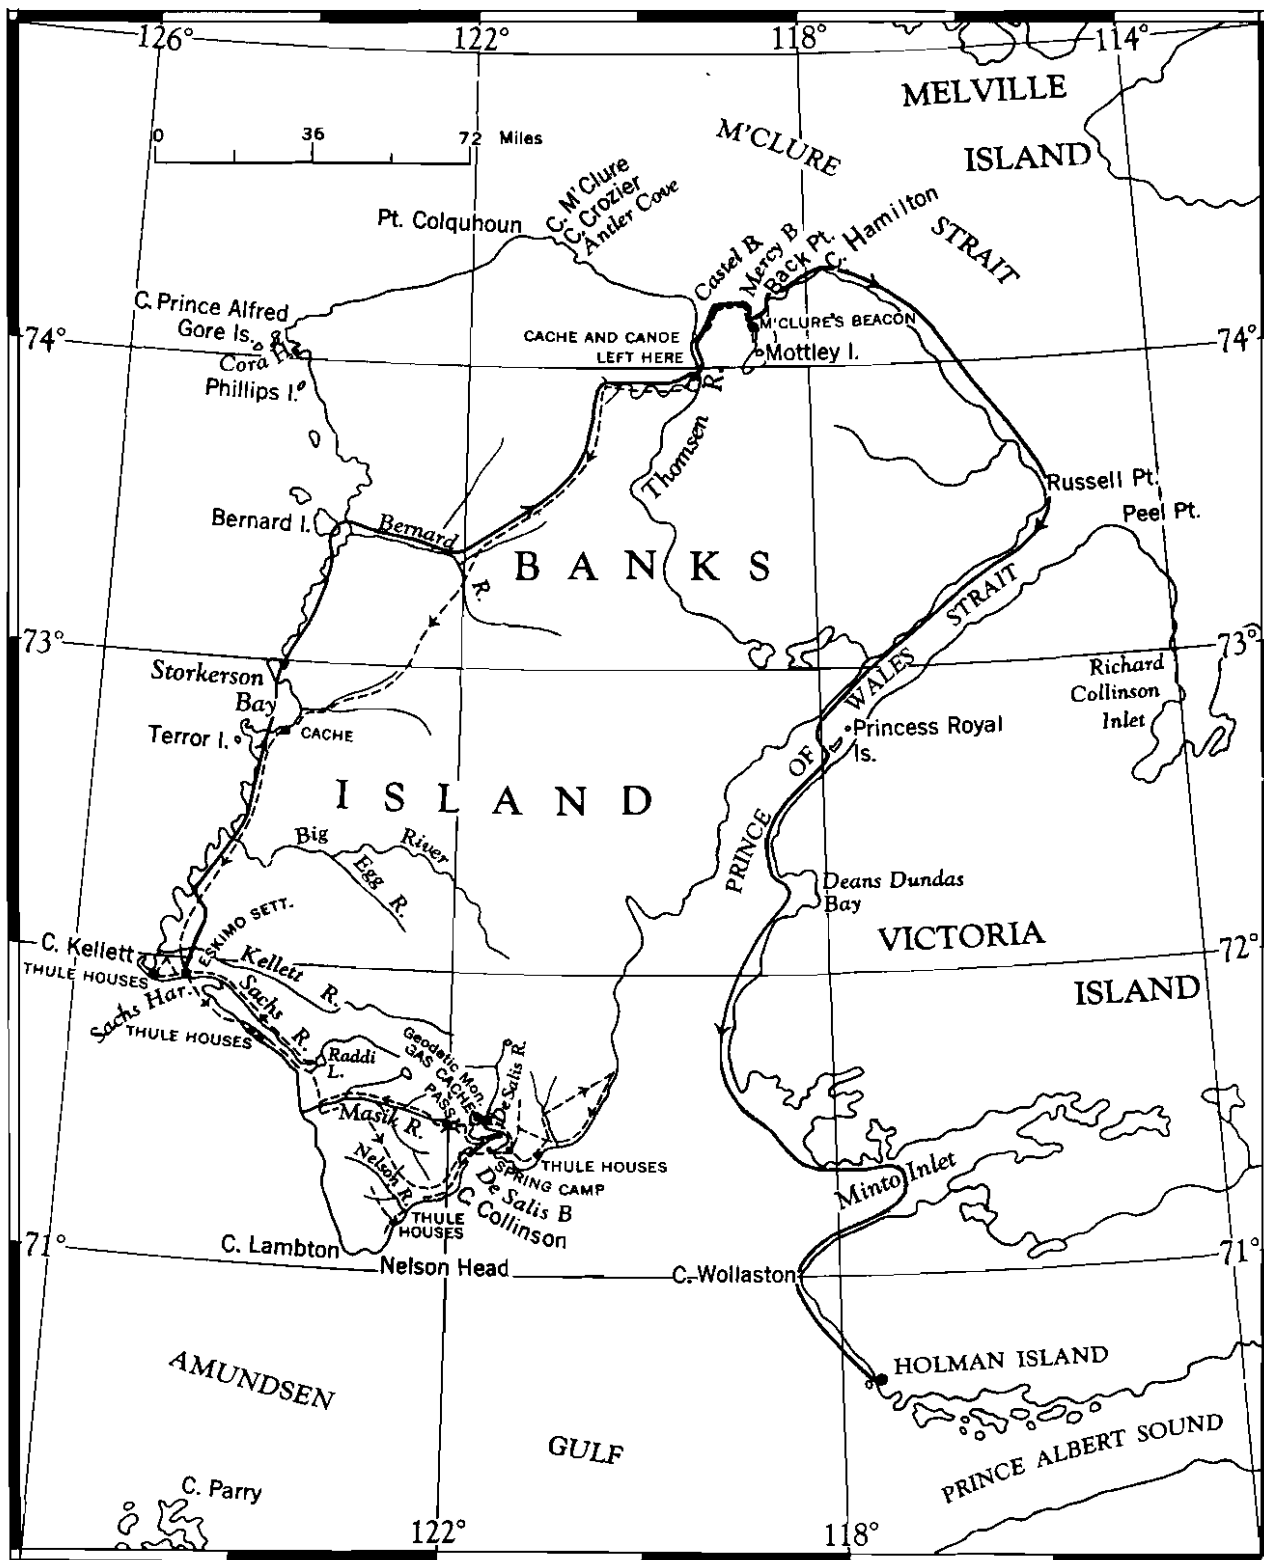 126°
122°
118°
114°
MELVILLE
ISLAND
0 36 72 Miles
M'CLURE
STRAIT
C. M'Clure
C. Crozier
Antler Cove
Pt. Colquhoun
Castel B.
Mercy B
Back Pt.
C. Hamilton
C. Prince Alfred
Gore Is.
Cora H.
Phillips I.
74°
CACHE AND CANOE
LEFT HERE
M'CLURE'S BEACON
Mottley I.
74°
Thomsen R.
Russell Pt.
Peel Pt.
Bernard I.
Bernard R.
BANKS
STRAIT
73°
73°
Storkerson
Bay
WALES
Richard
Collinson
Inlet
Terror I.
CACHE
Princess Royal
Is.
OF
ISLAND
PRINCE
Big River
Egg R.
Deans Dundas
Bay
ESKIMO SETT.
VICTORIA
ISLAND
C. Kellett
72°
THULE HOUSES
Kellett R.
Sachs Har.
Sachs R.
THULE HOUSES
Raddi
L.
Geodatic Mon.
GAS CACHE
PASS
De Salis R.
Masik R.
THULE HOUSES
SPRING CAMP
Nelson R.
De Salis B
C. Collinson
Minto Inlet
THULE
HOUSES
71°
C. Lambton
Nelson Head
C. Wollaston
71°
HOLMAN ISLAND
AMUNDSEN
GULF
PRINCE ALBERT SOUND
C. Parry
122°
118°